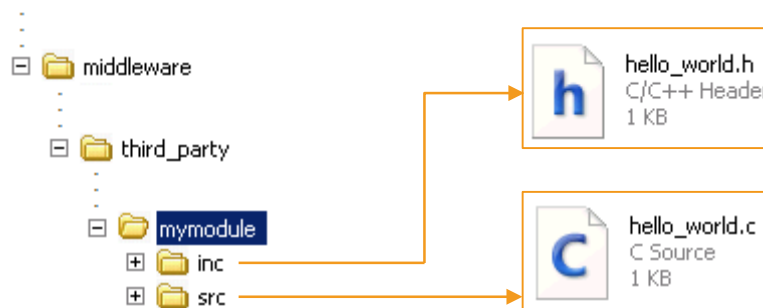 middleware
third_party
mymodule
inc
src
h
hello_world.h
C/C++ Header
1 KB
C
hello_world.c
C Source
1 KB